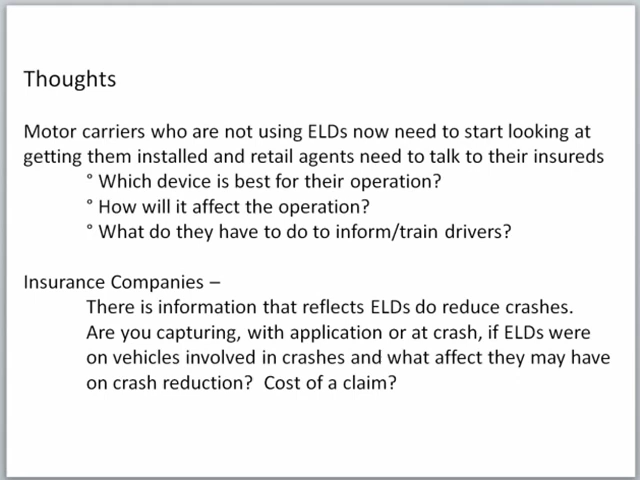 Thoughts
Motor carriers who are not using ELDs now need to start looking at
getting them installed and retail agents need to talk to their insureds
° Which device is best for their operation?
° How will it affect the operation?
° What do they have to do to inform/train drivers?
Insurance Companies –
There is information that reflects ELDs do reduce crashes.
Are you capturing, with application or at crash, if ELDs were
on vehicles involved in crashes and what affect they may have
on crash reduction?  Cost of a claim?